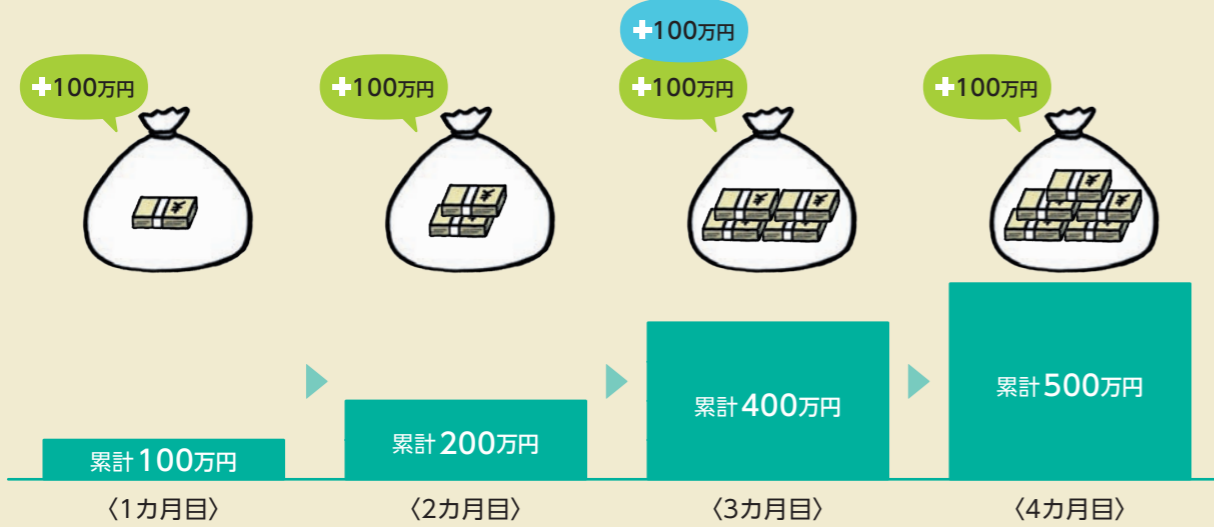 +100万円
+100万円
+100万円
+100万円
+100万円
¥
¥
¥
¥
¥
¥
累計100万円
累計200万円
累計400万円
累計500万円
〈1カ月目〉
〈2カ月目〉
〈3カ月目〉
〈4カ月目〉